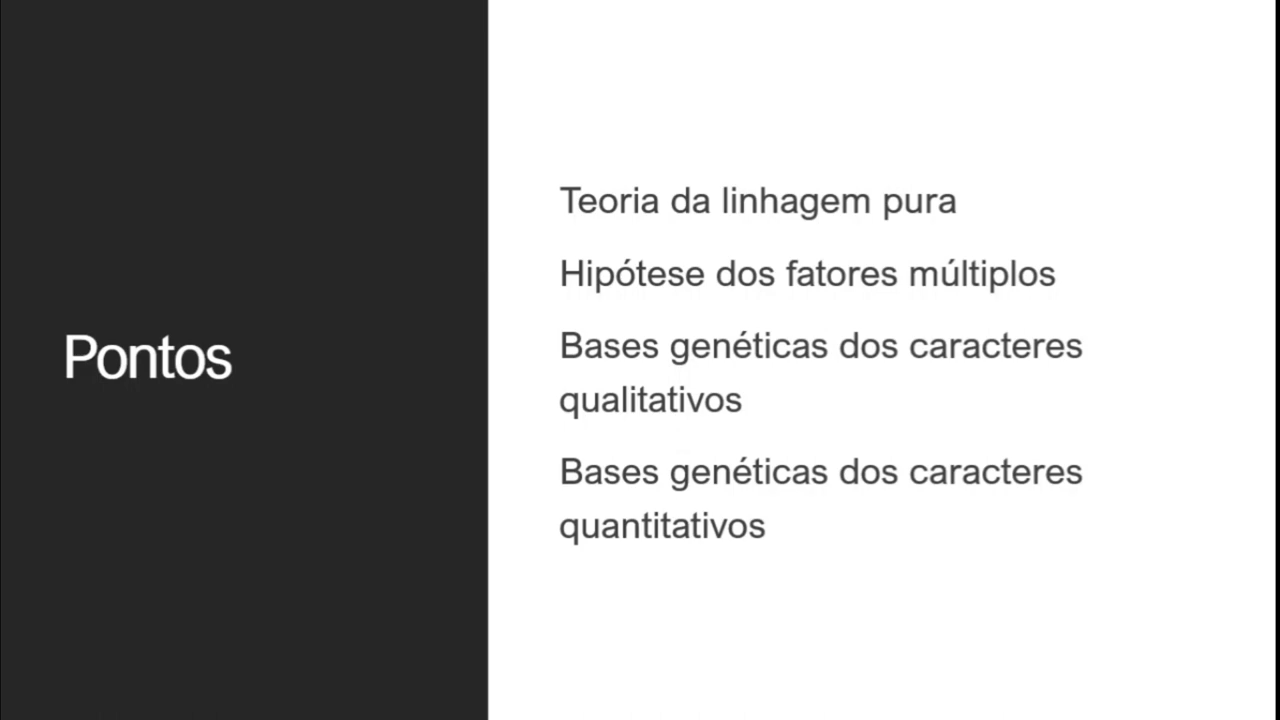 Pontos
Teoria da linhagem pura
Hipótese dos fatores múltiplos
Bases genéticas dos caracteres
qualitativos
Bases genéticas dos caracteres
quantitativos